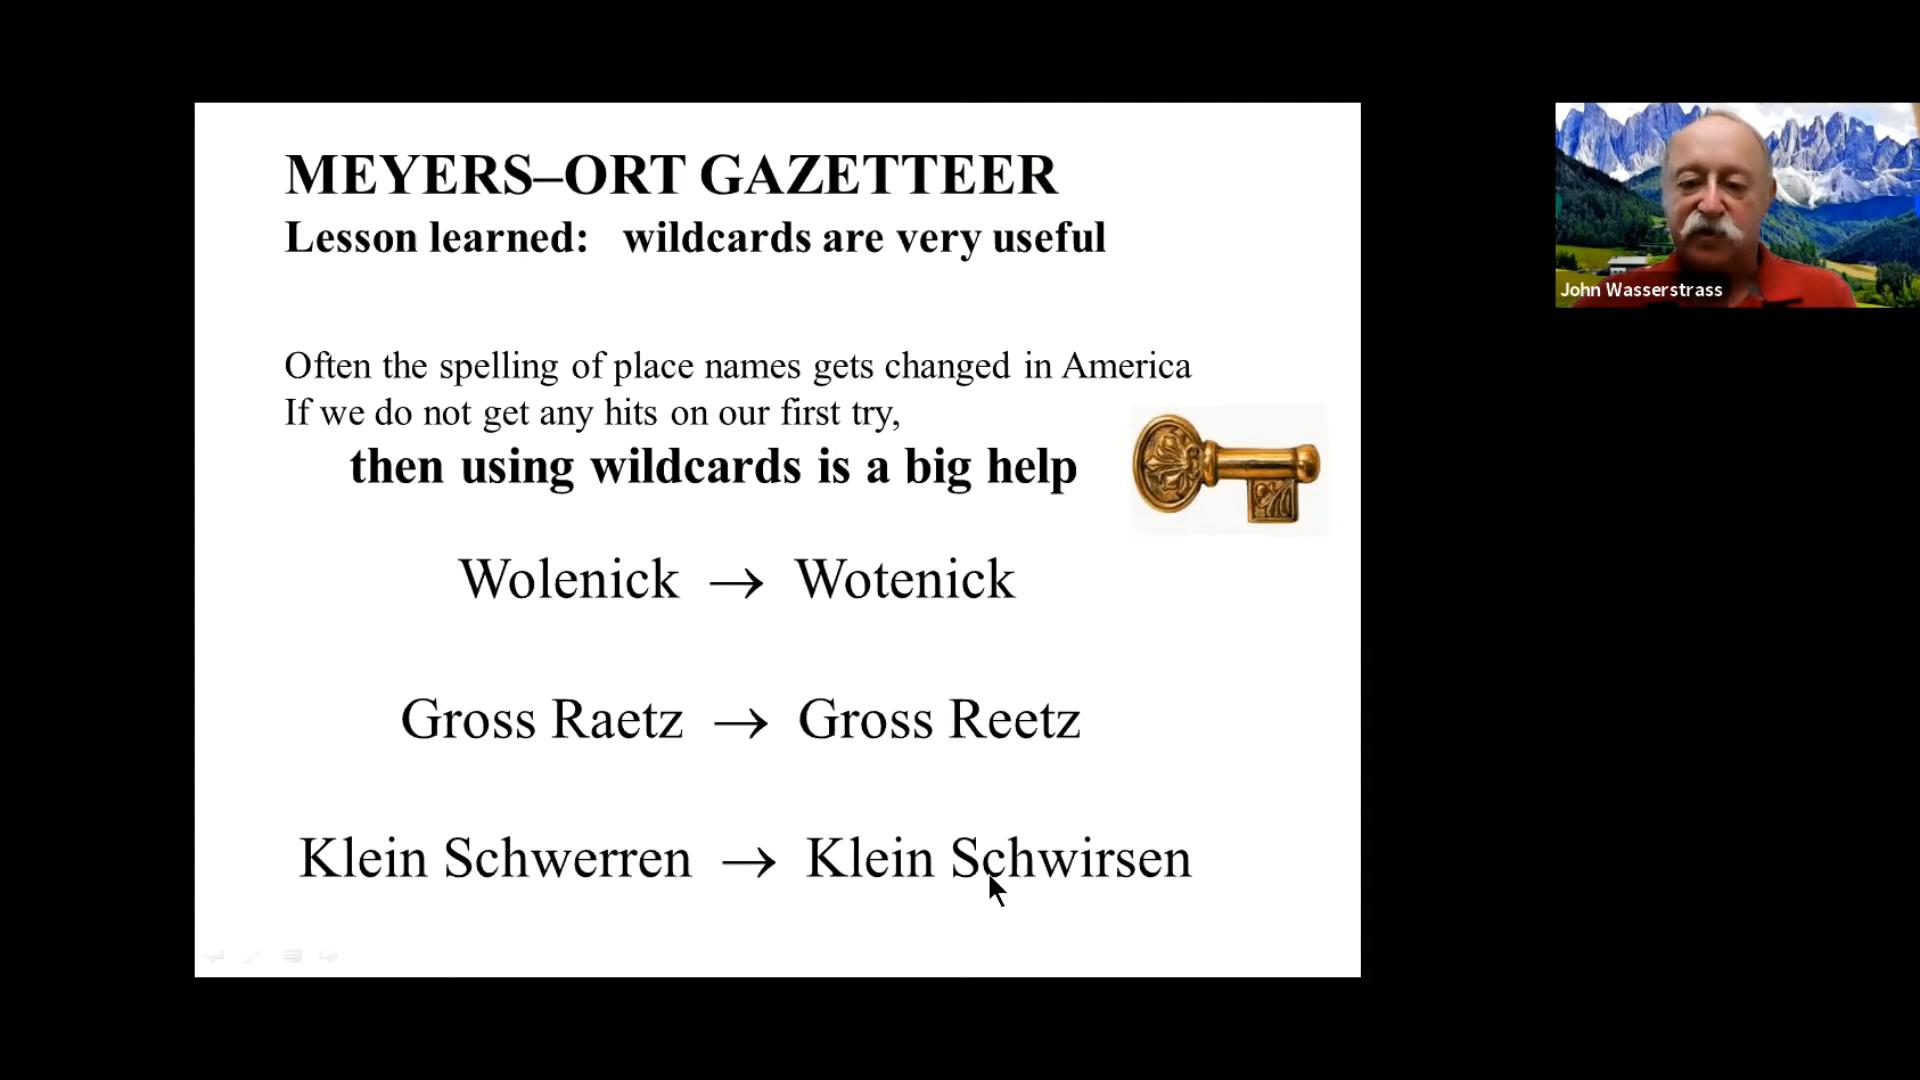 MEYERS–ORT GAZETTEER
Lesson learned: wildcards are very useful
Often the spelling of place names gets changed in America
If we do not get any hits on our first try,
then using wildcards is a big help
Wolenick → Wotenick
Gross Raetz → Gross Reetz
Klein Schwerren → Klein Schwirsen
John Wasserstrass